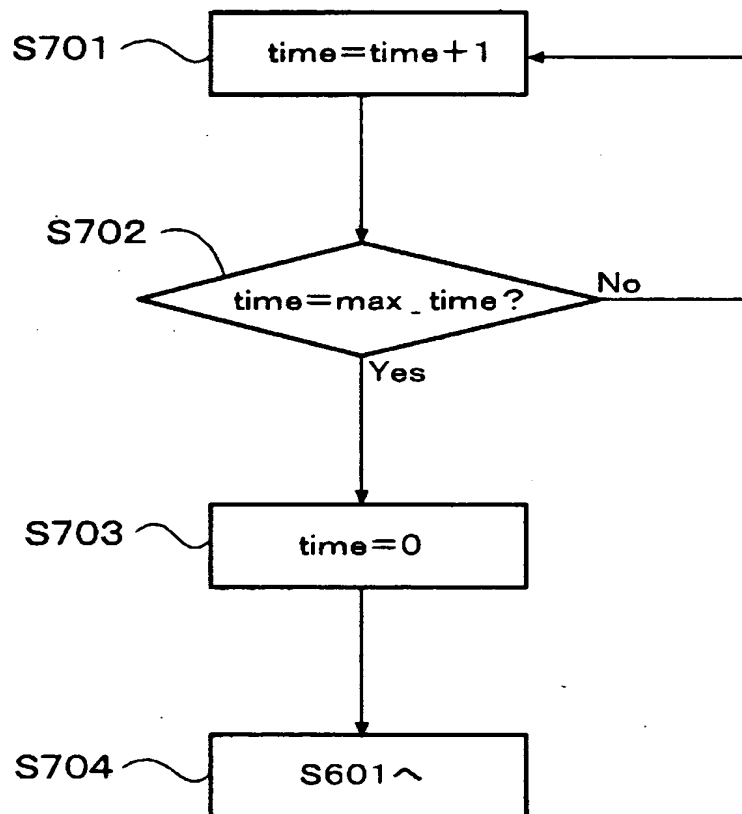 S701
time=time+1
S702
time=max_time?
No
Yes
S703
time=0
S704
S601へ